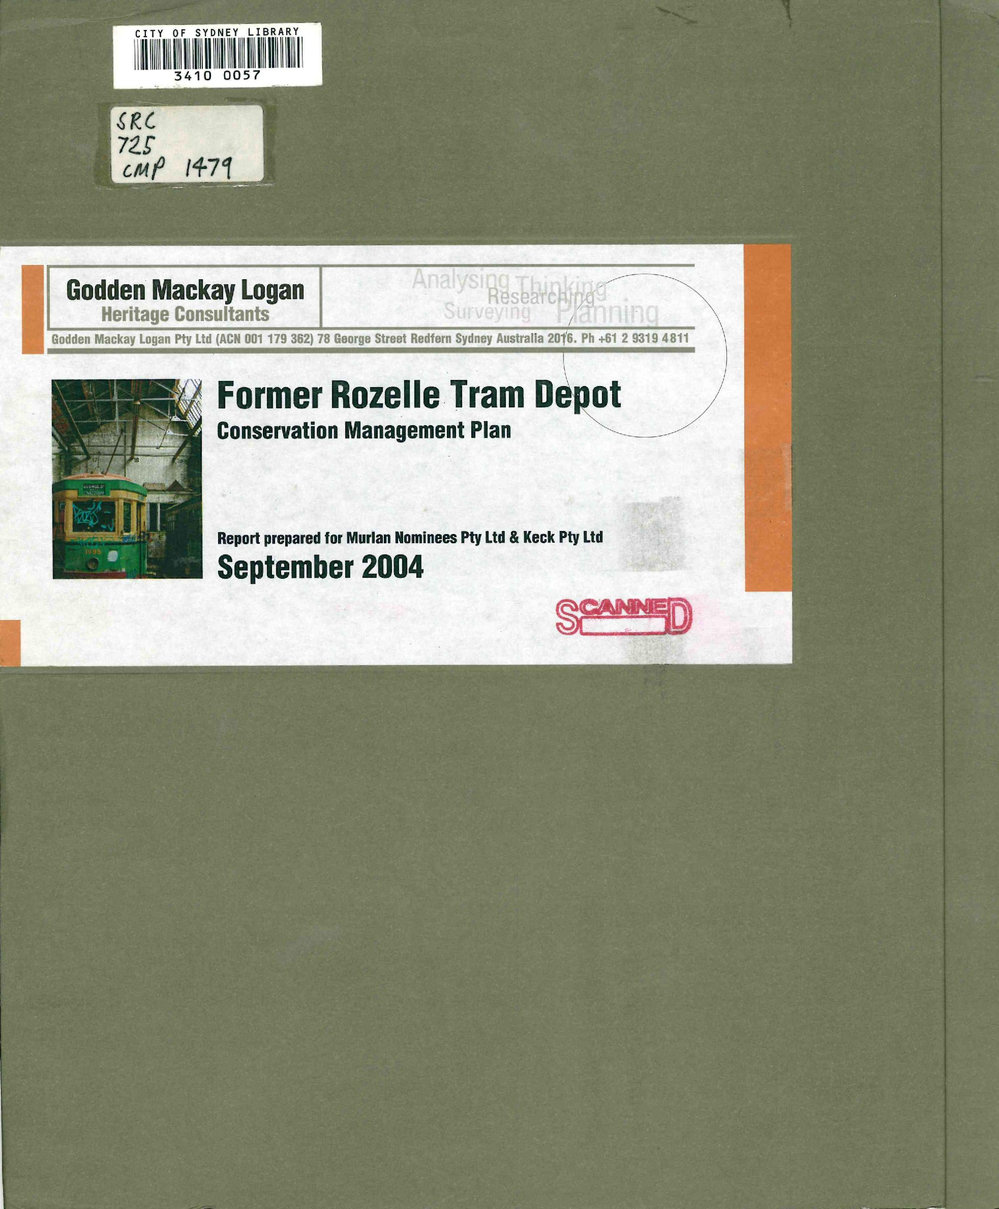 CITY OF SYDNEY LIBRARY
3410 0057
SRC
725
CMP 1479
Godden Mackay Logan
Heritage Consultants
Analysing Thinking
Researching
Surveying Planning
Godden Mackay Logan Pty Ltd (ACN 001 179 362) 78 George Street Redfern Sydney Australia 2016. Ph +61 2 9319 4811
Former Rozelle Tram Depot
Conservation Management Plan
Report prepared for Murlan Nominees Pty Ltd & Keck Pty Ltd
September 2004
SCANNED